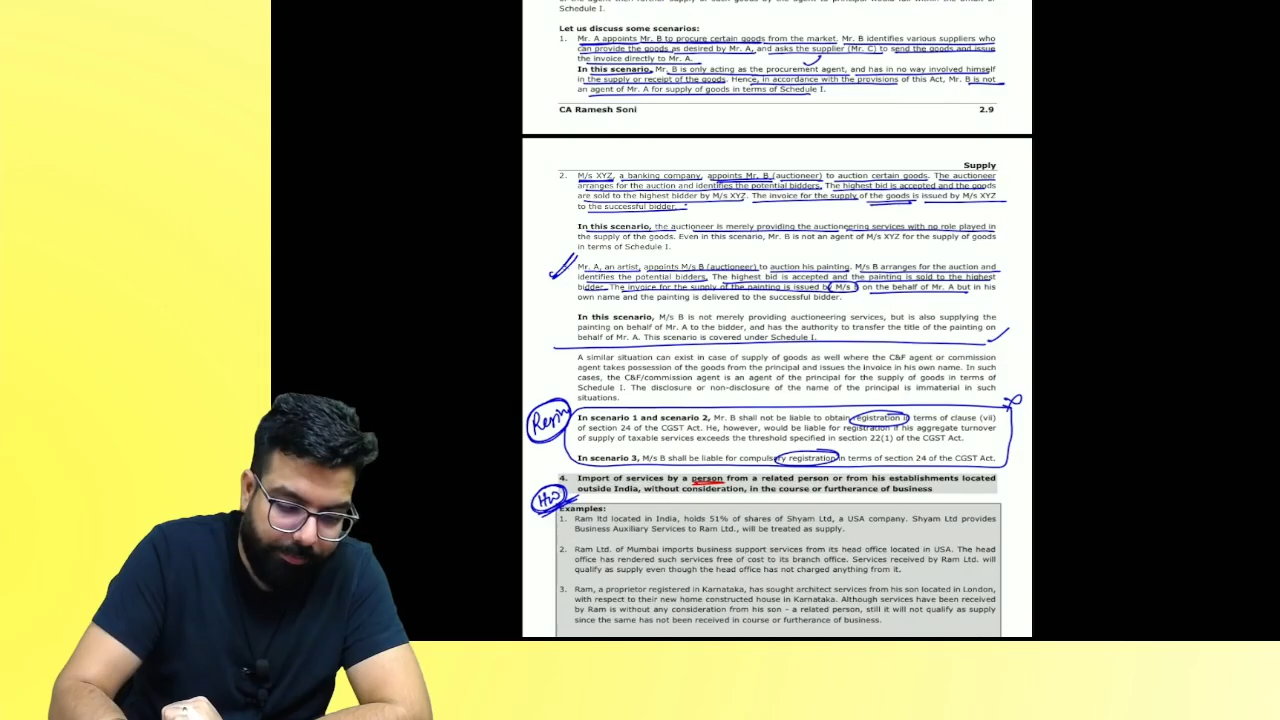 of the agent then further supply of such goods by the agent to principal would fall within the ambit of
Schedule I.
Let us discuss some scenarios:
1. Mr. A appoints Mr. B to procure certain goods from the market. Mr. B identifies various suppliers who
can provide the goods as desired by Mr. A, and asks the supplier (Mr. C) to send the goods and issue
the invoice directly to Mr. A.
In this scenario, Mr. B is only acting as the procurement agent, and has in no way involved himself
in the supply or receipt of the goods. Hence, in accordance with the provisions of this Act, Mr. B is not
an agent of Mr. A for supply of goods in terms of Schedule I.
CA Ramesh Soni 2.9
Supply
2. M/s XYZ, a banking company, appoints Mr. B (auctioneer) to auction certain goods. The auctioneer
arranges for the auction and identifies the potential bidders. The highest bid is accepted and the goods
are sold to the highest bidder by M/s XYZ. The invoice for the supply of the goods is issued by M/s XYZ
to the successful bidder.
In this scenario, the auctioneer is merely providing the auctioneering services with no role played in
the supply of the goods. Even in this scenario, Mr. B is not an agent of M/s XYZ for the supply of goods
in terms of Schedule I.
Mr. A, an artist, appoints M/s B (auctioneer) to auction his painting. M/s B arranges for the auction and
identifies the potential bidders. The highest bid is accepted and the painting is sold to the highest
bidder. The invoice for the supply of the painting is issued by M/s B on the behalf of Mr. A but in his
own name and the painting is delivered to the successful bidder.
In this scenario, M/s B is not merely providing auctioneering services, but is also supplying the
painting on behalf of Mr. A to the bidder, and has the authority to transfer the title of the painting on
behalf of Mr. A. This scenario is covered under Schedule I.
A similar situation can exist in case of supply of goods as well where the C&F agent or commission
agent takes possession of the goods from the principal and issues the invoice in his own name. In such
cases, the C&F/commission agent is an agent of the principal for the supply of goods in terms of
Schedule I. The disclosure or non-disclosure of the name of the principal is immaterial in such
situations.
In scenario 1 and scenario 2, Mr. B shall not be liable to obtain registration in terms of clause (vii)
of section 24 of the CGST Act. He, however, would be liable for registration if his aggregate turnover
of supply of taxable services exceeds the threshold specified in section 22(1) of the CGST Act.
In scenario 3, M/s B shall be liable for compulsory registration in terms of section 24 of the CGST Act.
4. Import of services by a person from a related person or from his establishments located
outside India, without consideration, in the course or furtherance of business
HW
Examples:
1. Ram ltd located in India, holds 51% of shares of Shyam Ltd, a USA company. Shyam Ltd provides
Business Auxiliary Services to Ram Ltd., will be treated as supply.
2. Ram Ltd. of Mumbai imports business support services from its head office located in USA. The head
office has rendered such services free of cost to its branch office. Services received by Ram Ltd. will
qualify as supply even though the head office has not charged anything from it.
3. Ram, a proprietor registered in Karnataka, has sought architect services from his son located in London,
with respect to their new home constructed house in Karnataka. Although services have been received
by Ram is without any consideration from his son - a related person, still it will not qualify as supply
since the same has not been received in course or furtherance of business.